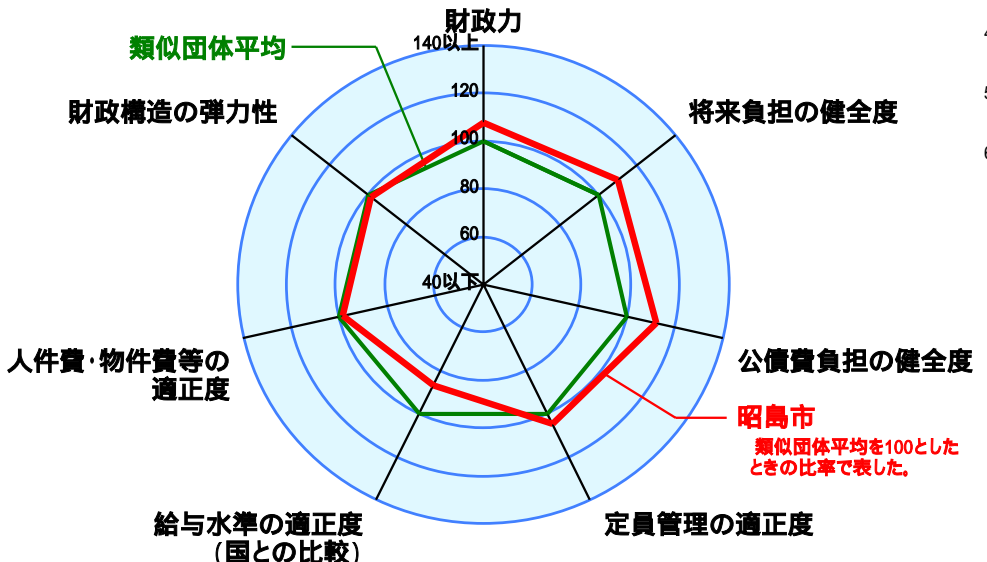 財政力
類似団体平均
140以上
財政構造の弾力性
120
将来負担の健全度
100
80
60
40以下
人件費・物件費等の
適正度
公債費負担の健全度
昭島市
類似団体平均を100とした
ときの比率で表した。
給与水準の適正度
（国との比較）
定員管理の適正度